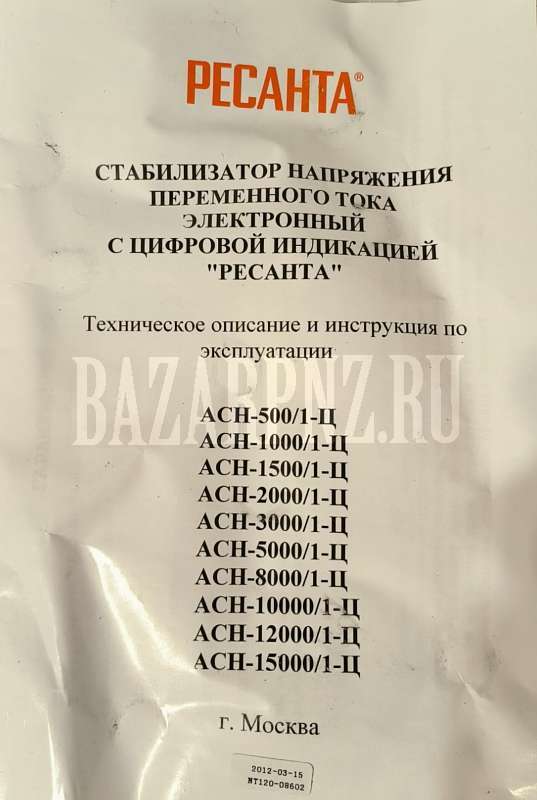 РЕСАНТА®
СТАБИЛИЗАТОР НАПРЯЖЕНИЯ
ПЕРЕМЕННОГО ТОКА
ЭЛЕКТРОННЫЙ
С ЦИФРОВОЙ ИНДИКАЦИЕЙ
"РЕСАНТА"
Техническое описание и инструкция по
эксплуатации
BAZARPNZ.RU
АСН-500/1-Ц
АСН-1000/1-Ц
АСН-1500/1-Ц
АСН-2000/1-Ц
АСН-3000/1-Ц
АСН-5000/1-Ц
АСН-8000/1-Ц
АСН-10000/1-Ц
АСН-12000/1-Ц
АСН-15000/1-Ц
г. Москва
2012-03-15
NT120-08602